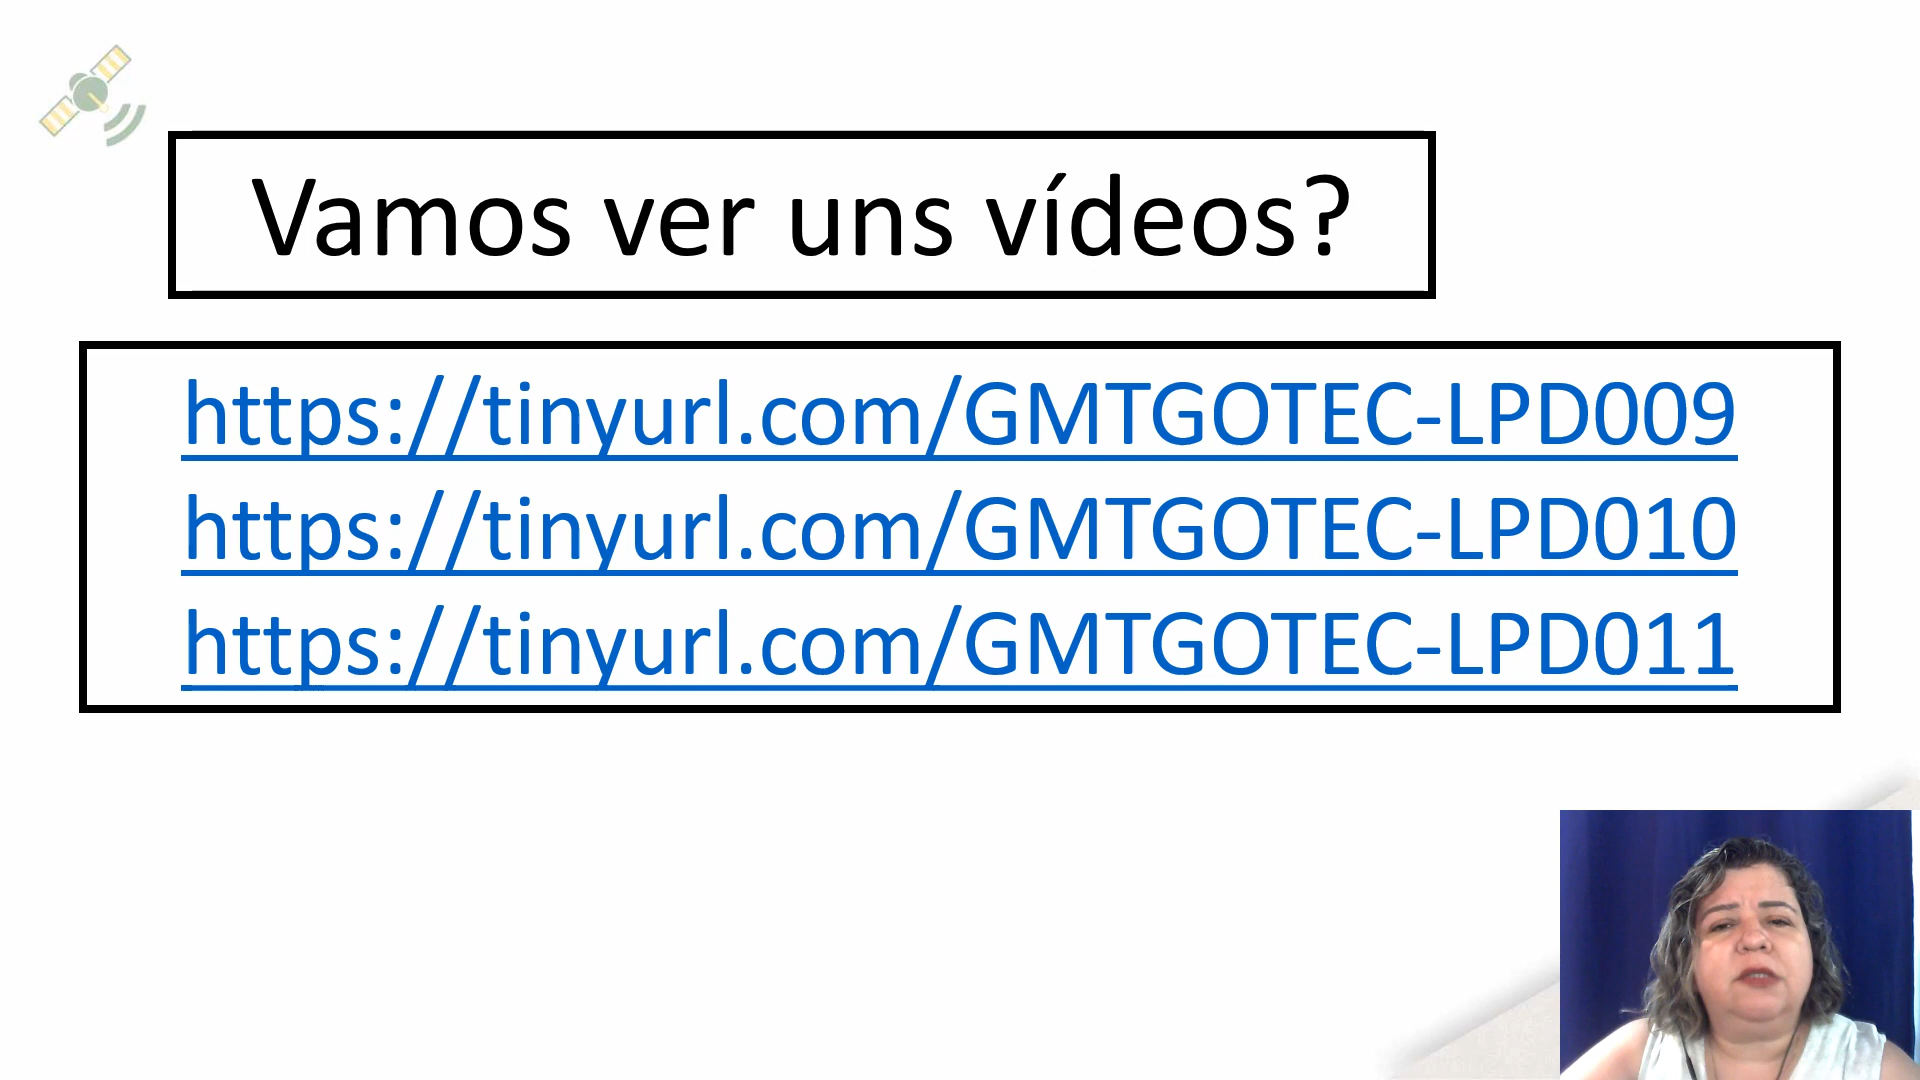 Vamos ver uns vídeos?
https://tinyurl.com/GMTGOTEC-LPD009
https://tinyurl.com/GMTGOTEC-LPD010
https://tinyurl.com/GMTGOTEC-LPD011